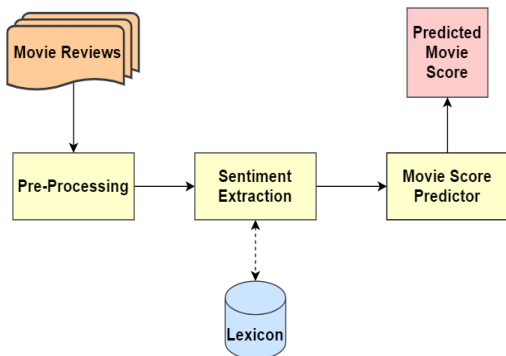 Movie Reviews
Predicted
Movie
Score
Pre-Processing
Sentiment
Extraction
Movie Score
Predictor
Lexicon